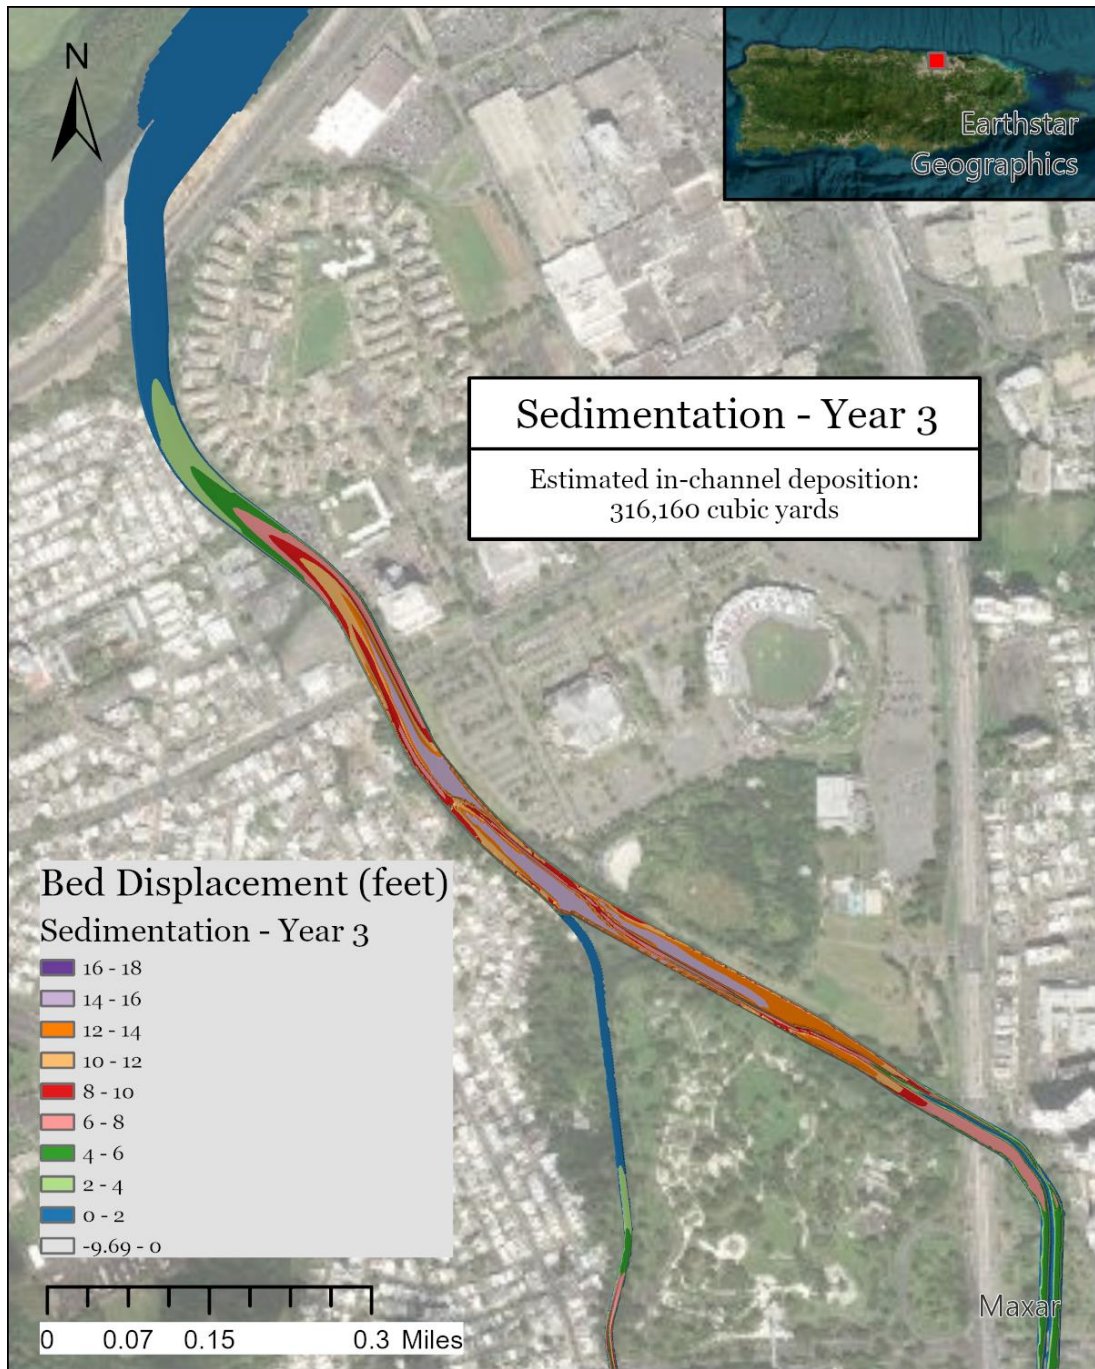 N
Earthstar
Geographics
Sedimentation - Year 3
Estimated in-channel deposition:
316,160 cubic yards
Bed Displacement (feet)
Sedimentation - Year 3
16 - 18
14 - 16
12 - 14
10 - 12
8 - 10
6 - 8
4 - 6
2 - 4
0 - 2
-9.69 - 0
0 0.07 0.15 0.3 Miles
Maxar